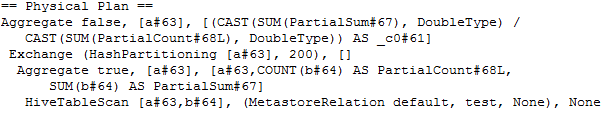 == Physical Plan ==
Aggregate false, [a#63], [(CAST(SUM(PartialSum#67), DoubleType) /
   CAST(SUM(PartialCount#68L), DoubleType)) AS _c0#61]
 Exchange (HashPartitioning [a#63], 200), []
  Aggregate true, [a#63], [a#63,COUNT(b#64) AS PartialCount#68L,
      SUM(b#64) AS PartialSum#67]
   HiveTableScan [a#63,b#64], (MetastoreRelation default, test, None), None